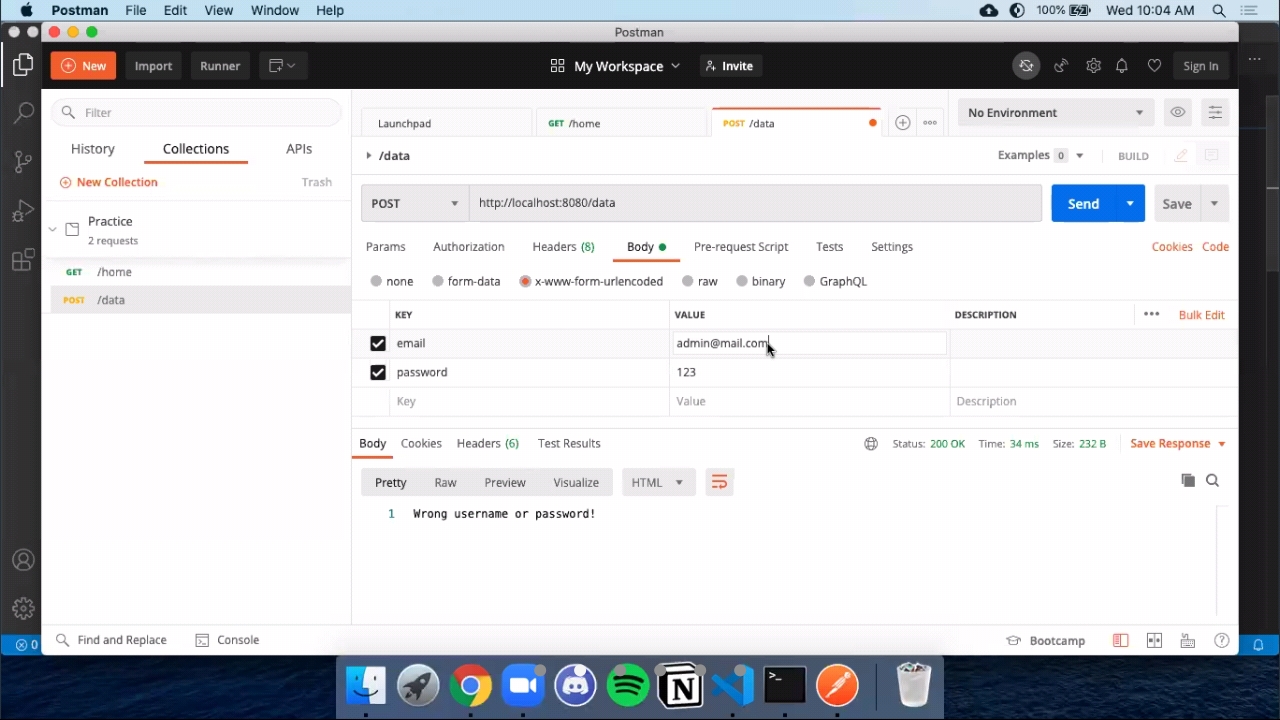 Postman File Edit View Window Help 100% Wed 10:04 AM
Postman
New Import Runner My Workspace Invite Sign In
Filter
History Collections APIs
New Collection Trash
Practice
2 requests
GET /home
POST /data
Launchpad GET /home POST /data No Environment
/data Examples 0 BUILD
POST http://localhost:8080/data Send Save
Params Authorization Headers (8) Body Pre-request Script Tests Settings Cookies Code
none form-data x-www-form-urlencoded raw binary GraphQL
KEY VALUE DESCRIPTION Bulk Edit
email admin@mail.com
password 123
Key Value Description
Body Cookies Headers (6) Test Results Status: 200 OK Time: 34 ms Size: 232 B Save Response
Pretty Raw Preview Visualize HTML
1 Wrong username or password!
0 Find and Replace Console Bootcamp